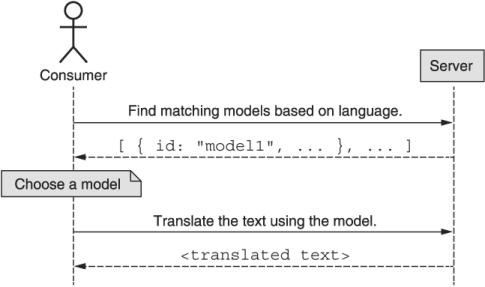 Consumer
Server
Find matching models based on language.
[ { id: "model1", ... }, ... ]
Choose a model
Translate the text using the model.
<translated text>